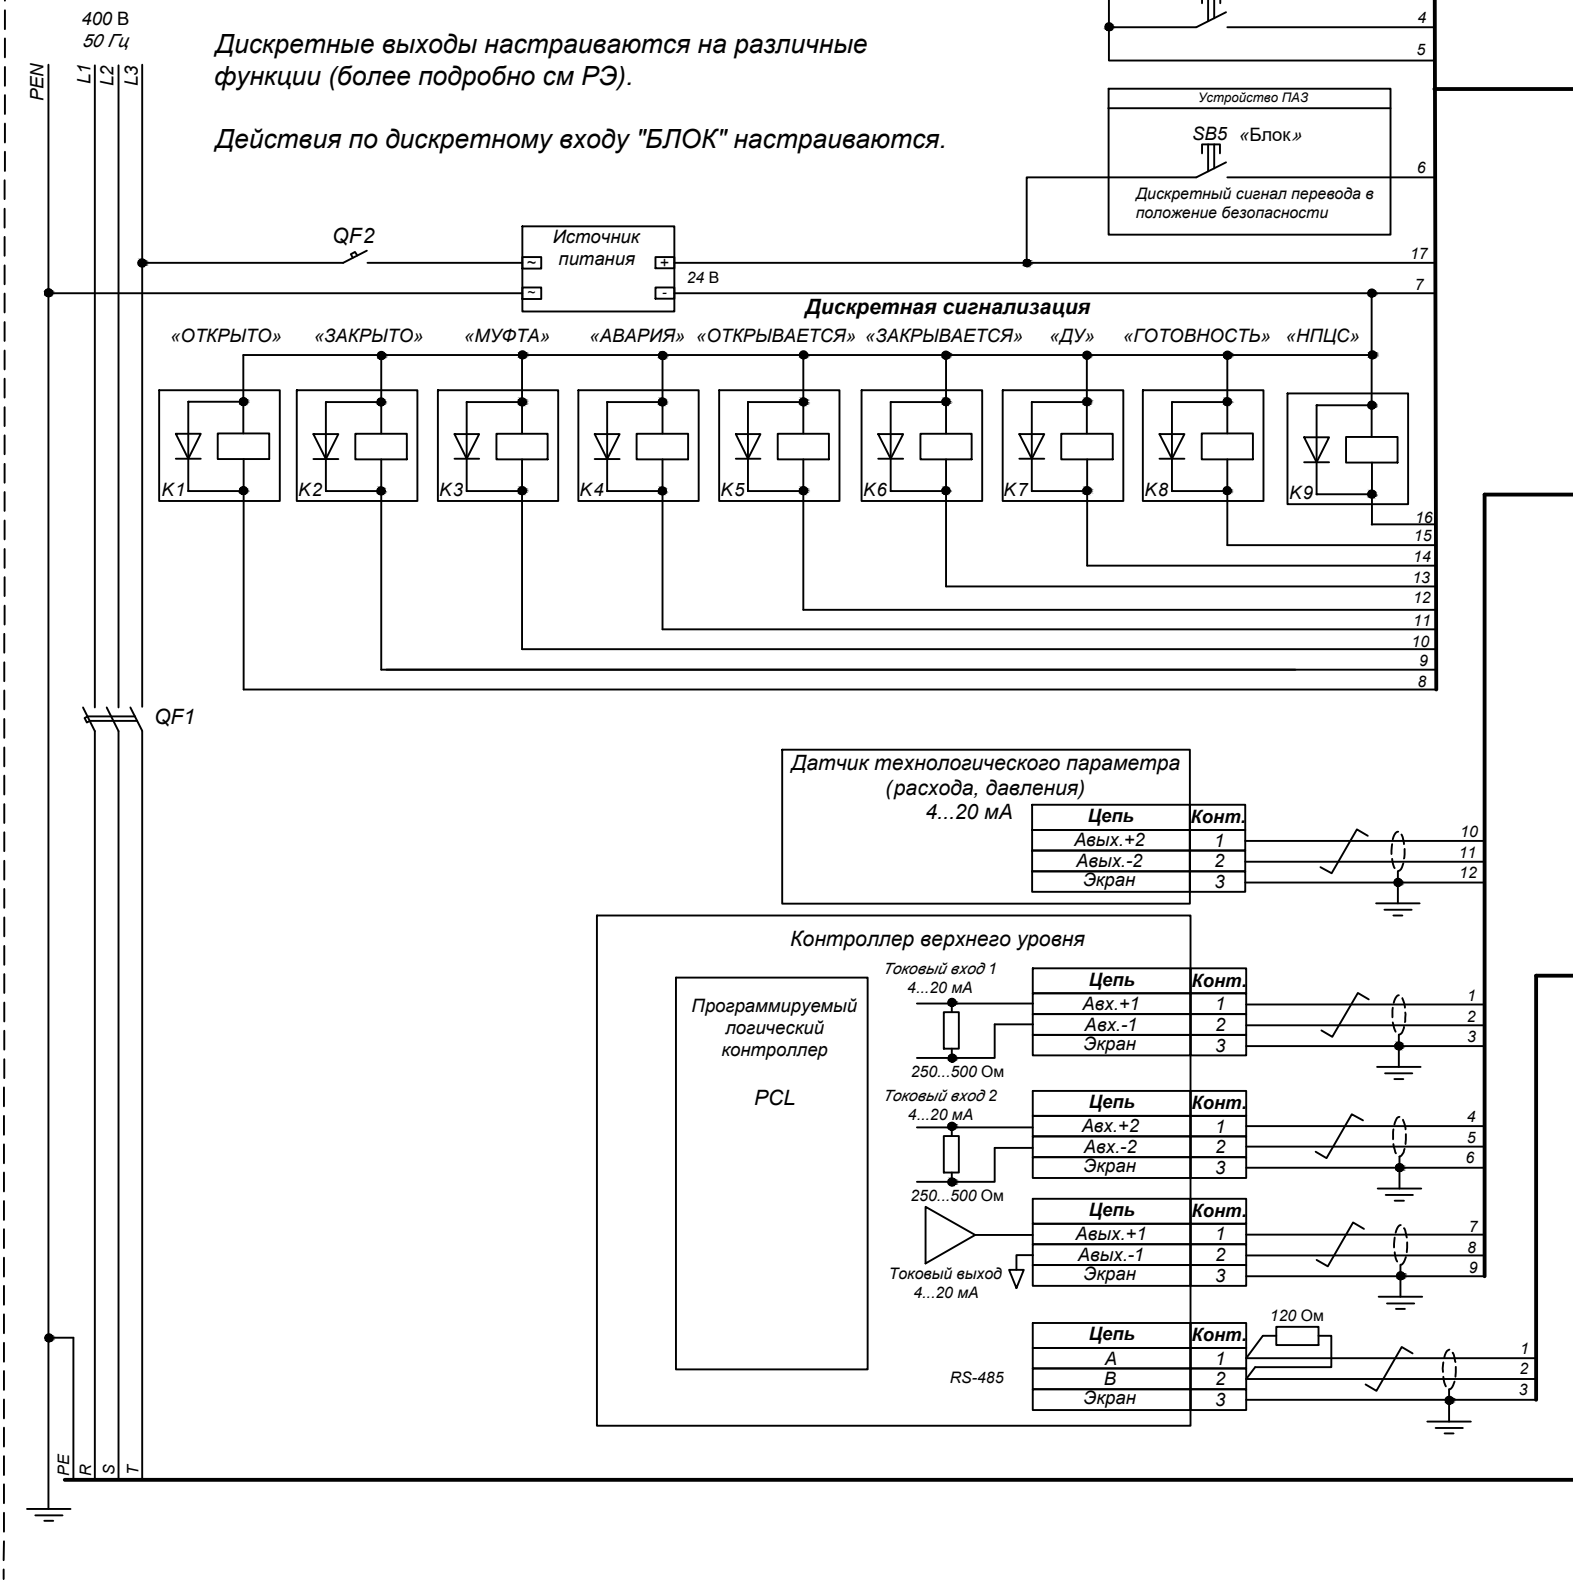 400 В
50 Гц
PEN
L1
L2
L3
Дискретные выходы настраиваются на различные
функции (более подробно см РЭ).
Действия по дискретному входу "БЛОК" настраиваются.
4
5
Устройство ПАЗ
SB5 «Блок»
6
Дискретный сигнал перевода в
положение безопасности
QF2
Источник
питания
~
+
~
-
24 В
17
7
Дискретная сигнализация
«ОТКРЫТО» «ЗАКРЫТО» «МУФТА» «АВАРИЯ» «ОТКРЫВАЕТСЯ» «ЗАКРЫВАЕТСЯ» «ДУ» «ГОТОВНОСТЬ» «НПЦС»
K1 K2 K3 K4 K5 K6 K7 K8 K9
16
15
14
13
12
11
10
9
8
QF1
Датчик технологического параметра
(расхода, давления)
4...20 мА
Цепь Конт.
Авых.+2 1
Авых.-2 2
Экран 3
10
11
12
Контроллер верхнего уровня
Программируемый
логический
контроллер
PCL
Токовый вход 1
4...20 мА
250...500 Ом
Цепь Конт.
Авх.+1 1
Авх.-1 2
Экран 3
1
2
3
Токовый вход 2
4...20 мА
250...500 Ом
Цепь Конт.
Авх.+2 1
Авх.-2 2
Экран 3
4
5
6
Токовый выход
4...20 мА
Цепь Конт.
Авых.+1 1
Авых.-1 2
Экран 3
7
8
9
120 Ом
RS-485
Цепь Конт.
A 1
B 2
Экран 3
1
2
3
PE
R
S
T